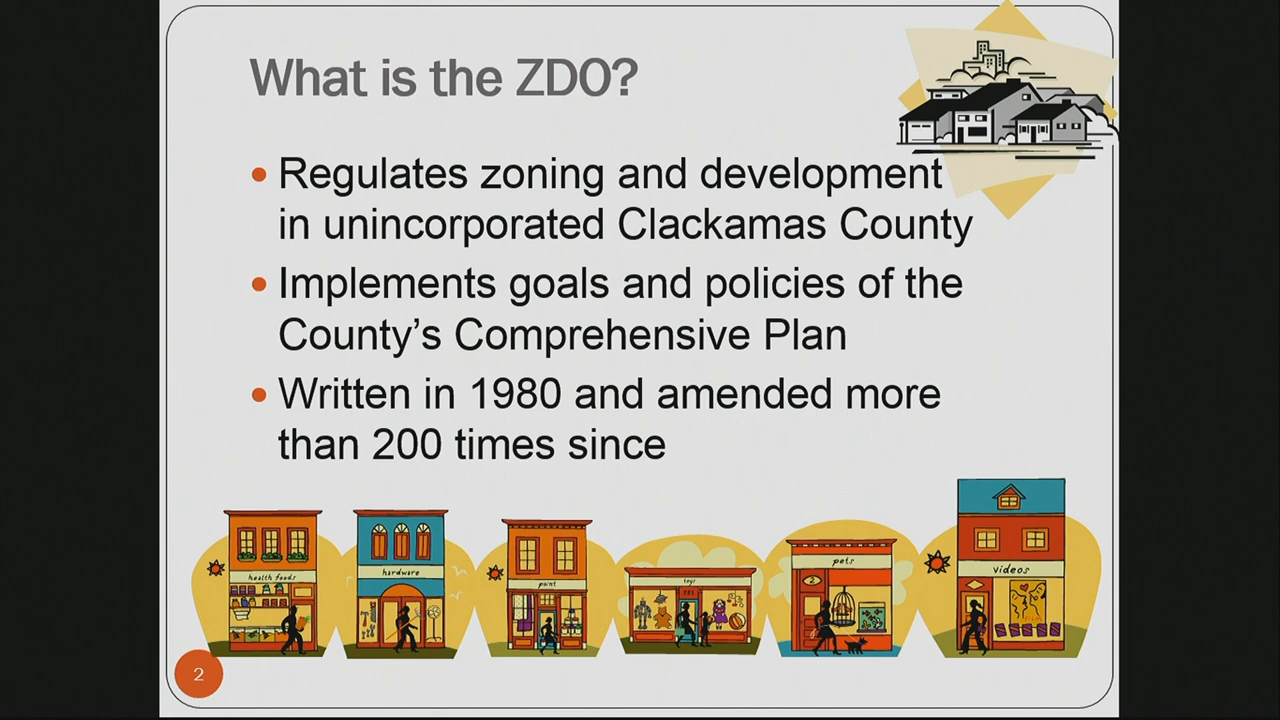 What is the ZDO?
• Regulates zoning and development
in unincorporated Clackamas County
• Implements goals and policies of the
County’s Comprehensive Plan
• Written in 1980 and amended more
than 200 times since
health foods
hardware
paint
toys
pets
2
videos
2